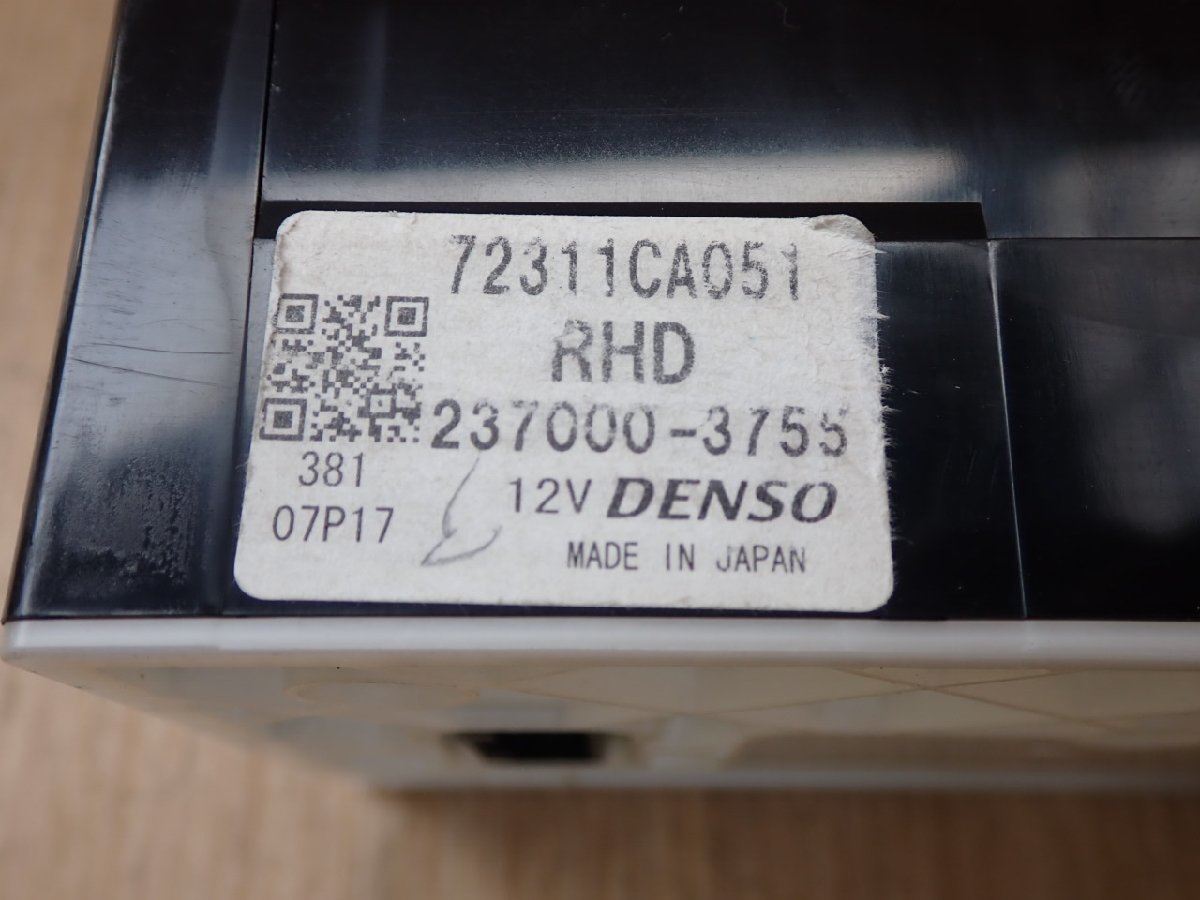 72311CA051
RHD
237000-3755
381
07P17
12V DENSO
MADE IN JAPAN